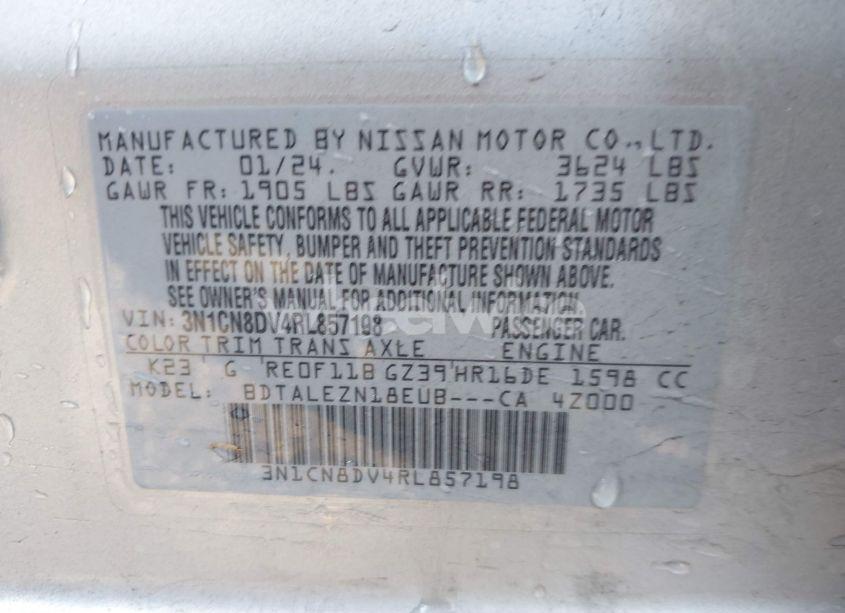 MANUFACTURED BY NISSAN MOTOR CO., LTD.
DATE: 01/24. GVWR: 3624 LBS
GAWR FR: 1905 LBS GAWR RR: 1735 LBS
THIS VEHICLE CONFORMS TO ALL APPLICABLE FEDERAL MOTOR
VEHICLE SAFETY, BUMPER AND THEFT PREVENTION STANDARDS
IN EFFECT ON THE DATE OF MANUFACTURE SHOWN ABOVE.
SEE OWNER'S MANUAL FOR ADDITIONAL INFORMATION.
VIN: 3N1CN8DV4RL857198 PASSENGER CAR.
COLOR TRIM TRANS AXLE ENGINE
K23 G RE0F11B GZ39 HR16DE 1598 CC
MODEL: BDTALEZN18EUB---CA 4Z000
3N1CN8DV4RL857198